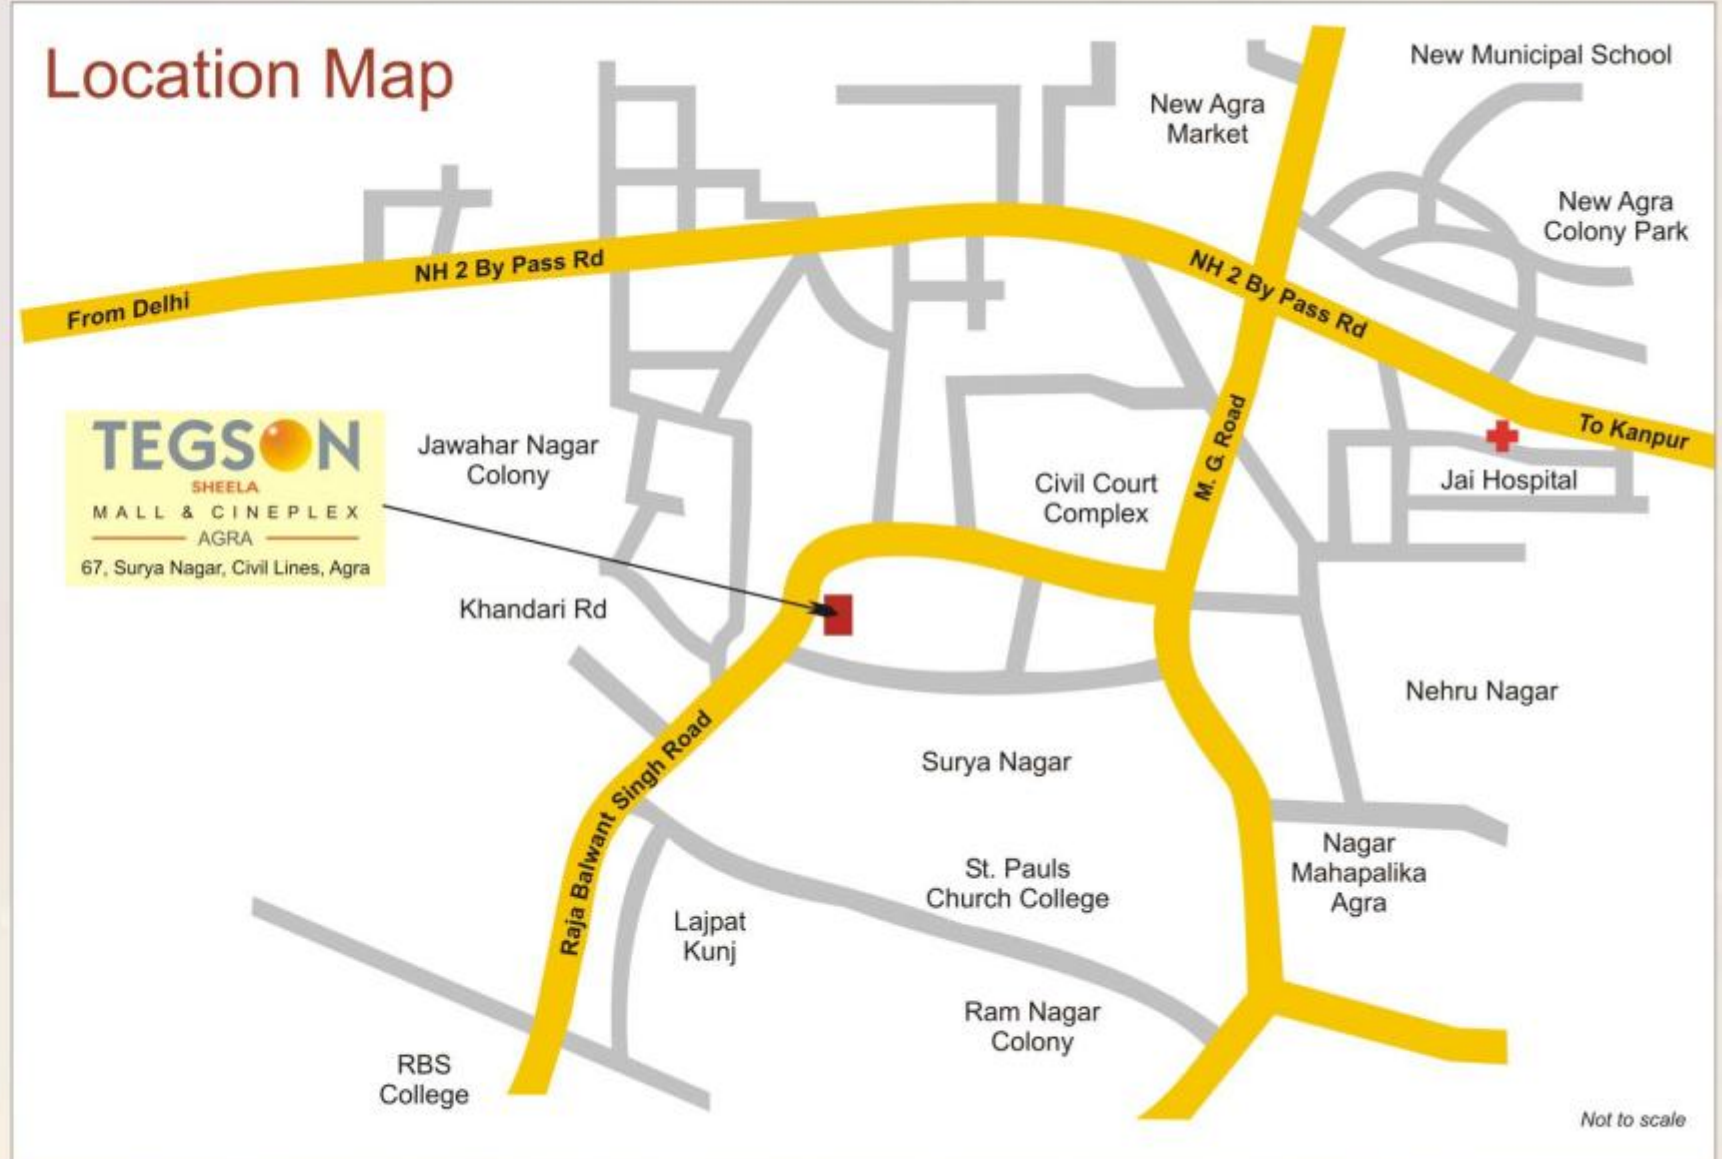 Location Map
New Municipal School
New Agra
Market
New Agra
Colony Park
NH 2 By Pass Rd
From Delhi
NH 2 By Pass Rd
To Kanpur
M. G. Road
TEGSON
SHEELA
MALL & CINEPLEX
AGRA
67, Surya Nagar, Civil Lines, Agra
Jawahar Nagar
Colony
Civil Court
Complex
Jai Hospital
Khandari Rd
Nehru Nagar
Surya Nagar
Raja Balwant Singh Road
St. Pauls
Church College
Nagar
Mahapalika
Agra
Lajpat
Kunj
Ram Nagar
Colony
RBS
College
Not to scale